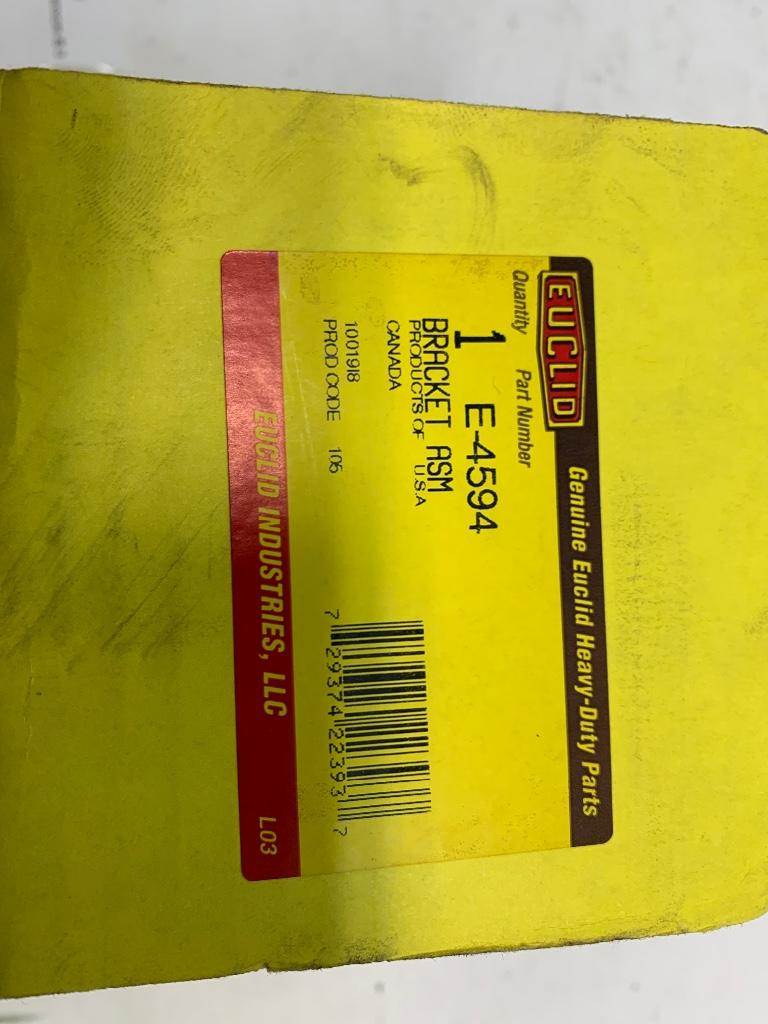 EUCLID Genuine Euclid Heavy-Duty Parts
Quantity Part Number
1 E-4594
BRACKET ASM
PRODUCTS OF U.S.A
CANADA
1001918
PROD CODE 106
7 29374 22393 7
EUCLID INDUSTRIES, LLC L03